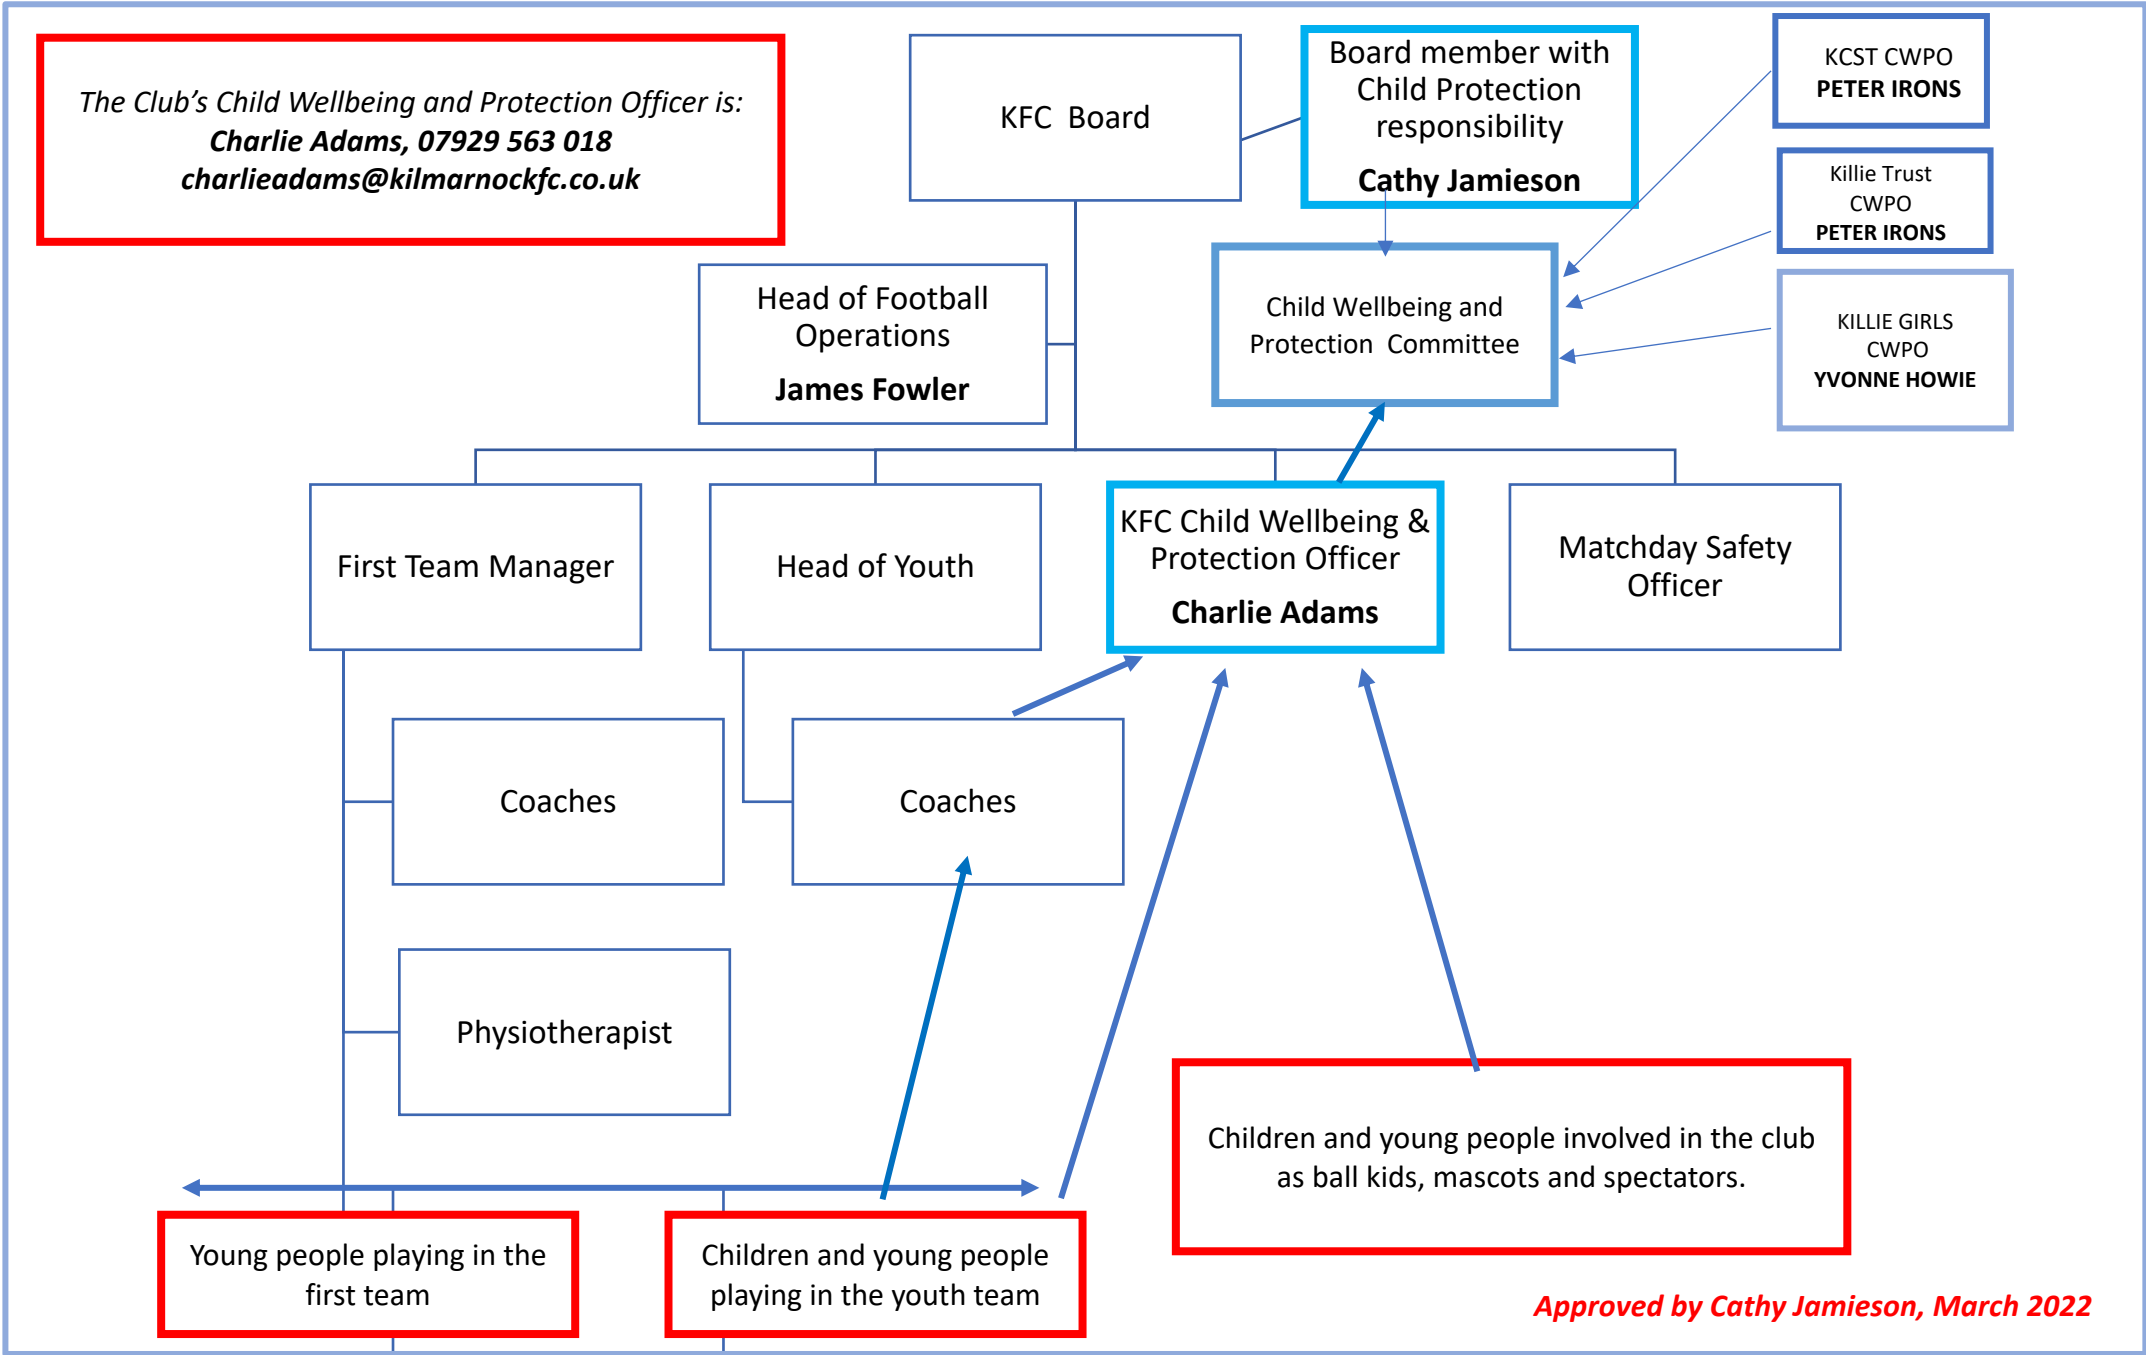 The Club’s Child Wellbeing and Protection Officer is:
Charlie Adams, 07929 563 018
charlieadams@kilmarnockfc.co.uk
KFC Board
Board member with
Child Protection
responsibility
Cathy Jamieson
KCST CWPO
PETER IRONS
Killie Trust
CWPO
PETER IRONS
KILLIE GIRLS
CWPO
YVONNE HOWIE
Head of Football
Operations
James Fowler
Child Wellbeing and
Protection Committee
First Team Manager
Head of Youth
KFC Child Wellbeing &
Protection Officer
Charlie Adams
Matchday Safety
Officer
Coaches
Coaches
Physiotherapist
Children and young people involved in the club
as ball kids, mascots and spectators.
Young people playing in the
first team
Children and young people
playing in the youth team
Approved by Cathy Jamieson, March 2022